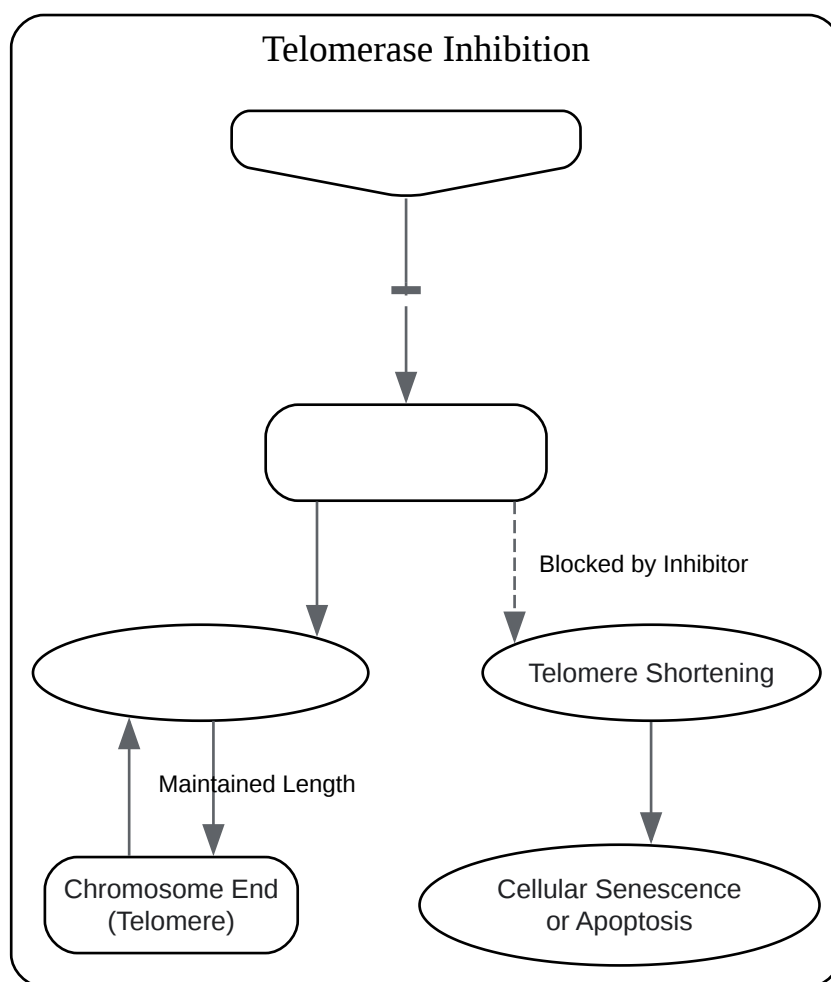 Telomerase Inhibition
Blocked by Inhibitor
Telomere Shortening
Maintained Length
Chromosome End
(Telomere)
Cellular Senescence
or Apoptosis